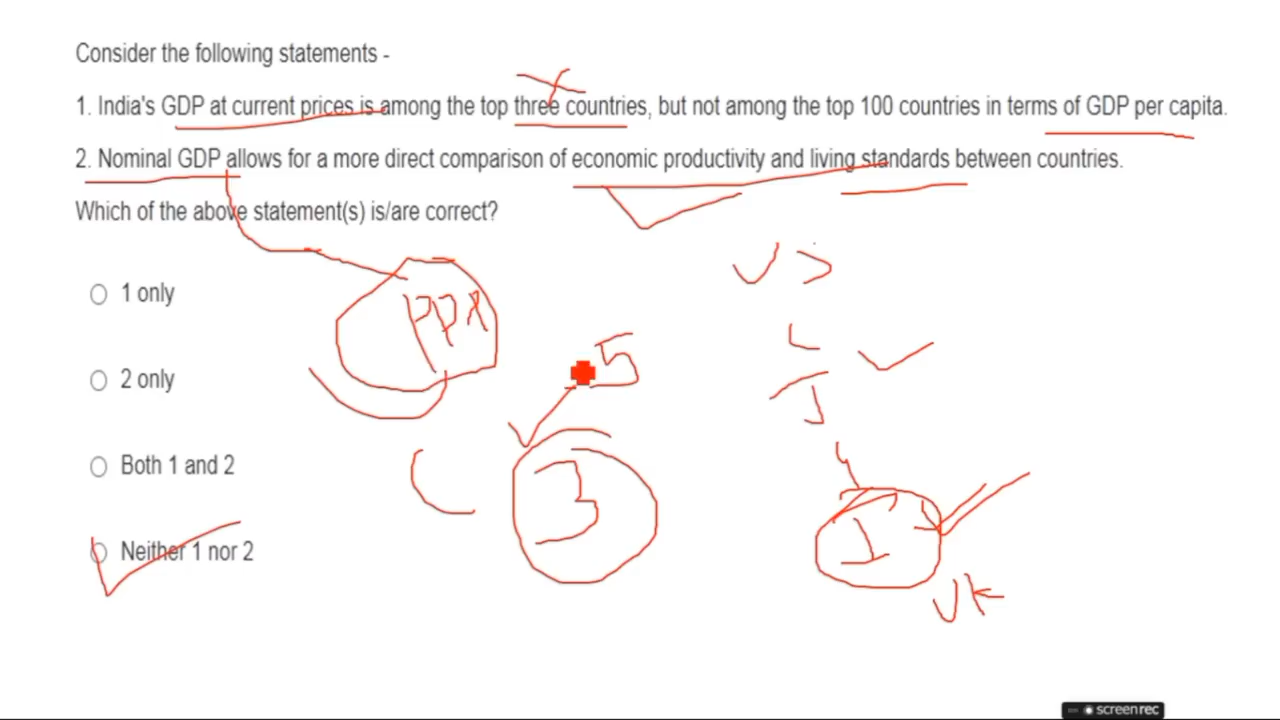 Consider the following statements -
1. India's GDP at current prices is among the top three countries, but not among the top 100 countries in terms of GDP per capita.
2. Nominal GDP allows for a more direct comparison of economic productivity and living standards between countries.
Which of the above statement(s) is/are correct?
1 only
2 only
Both 1 and 2
Neither 1 nor 2
PPP
5
3
4
UK
screenrec